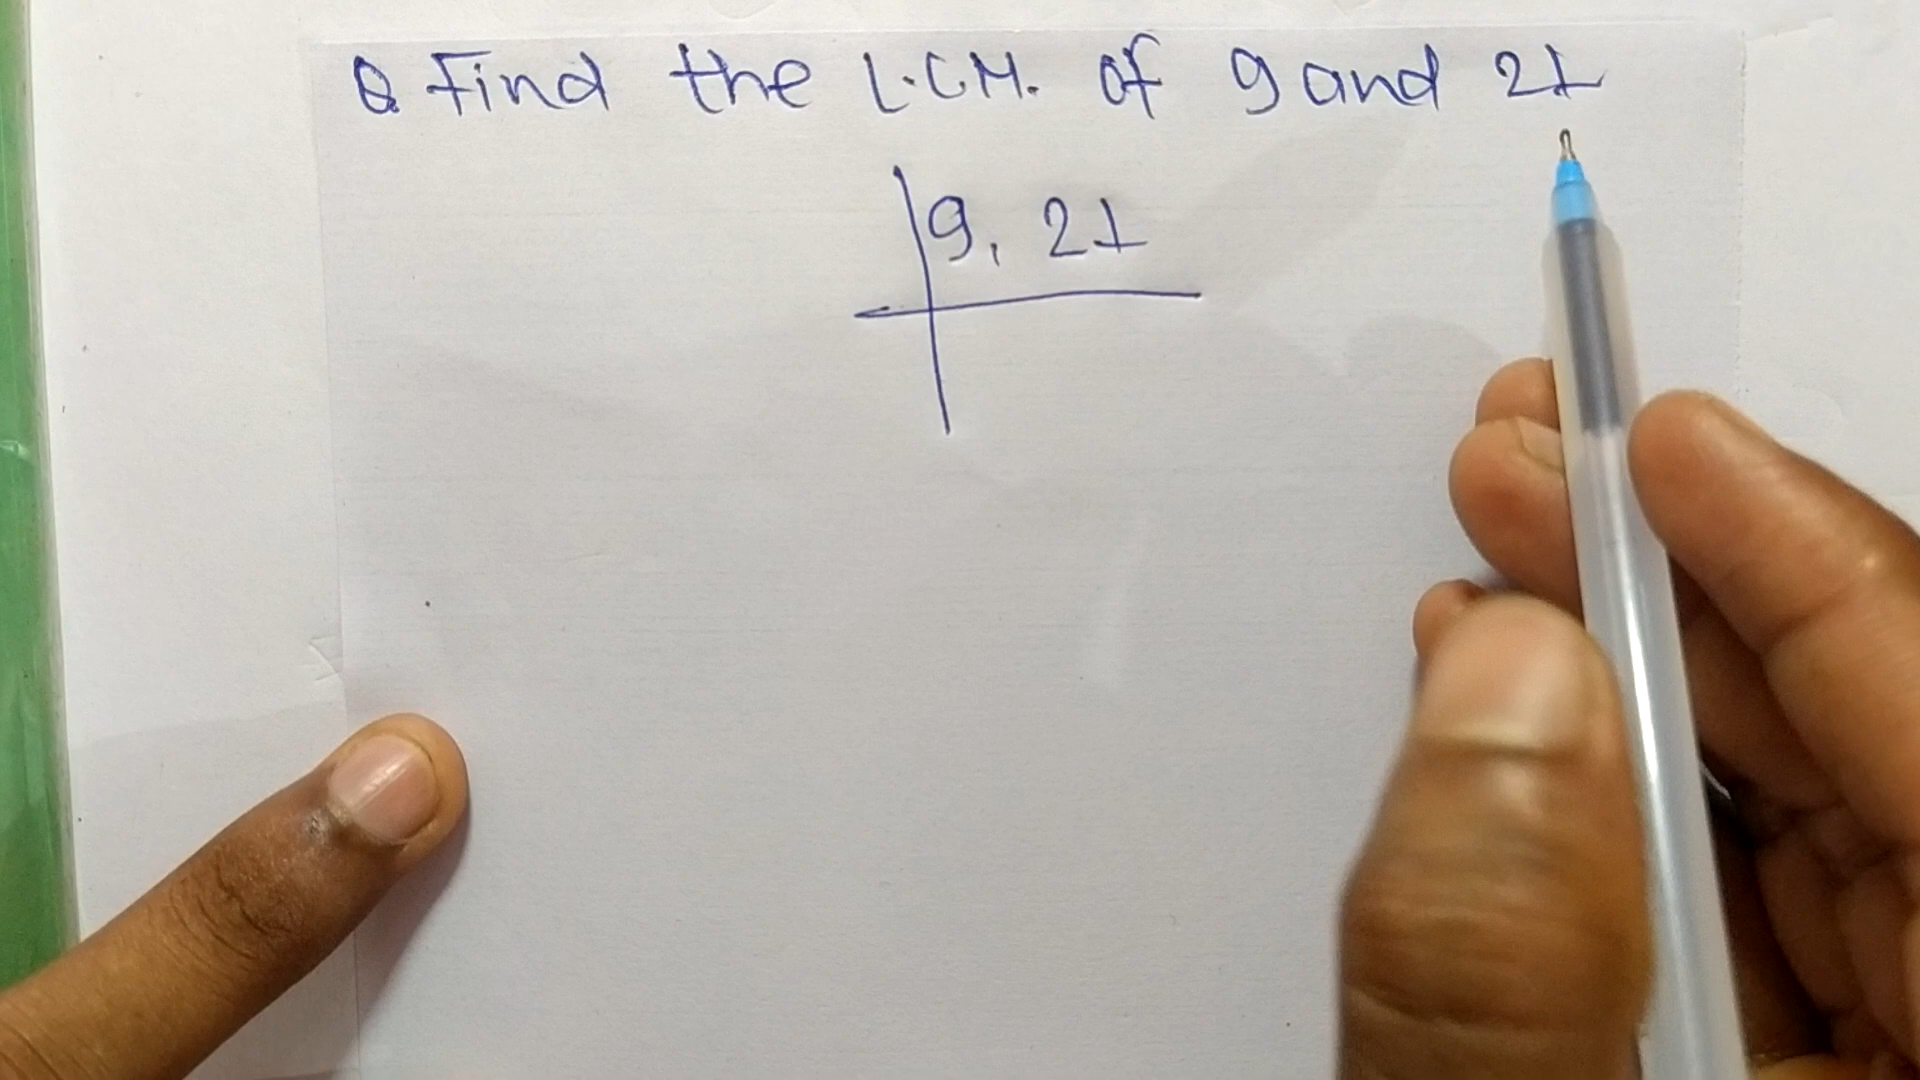 Q Find the L.C.M. of 9 and 21
9, 21